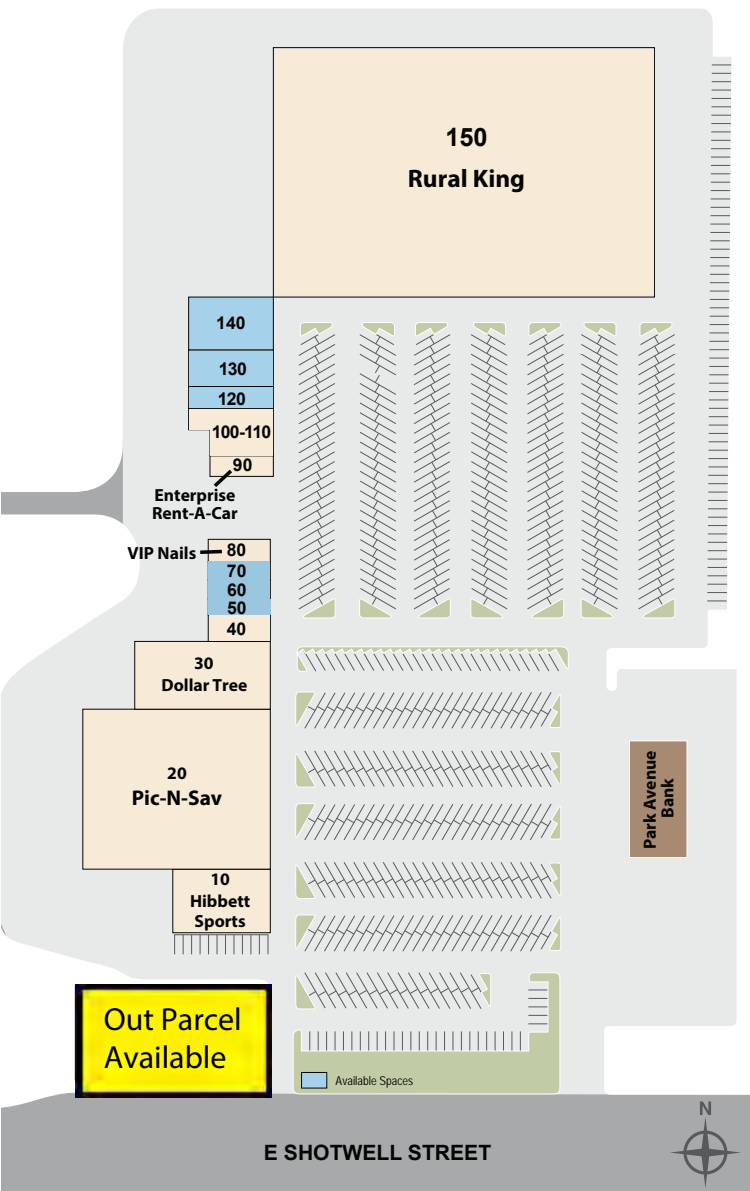 150
Rural King
140
130
120
100-110
90
Enterprise
Rent-A-Car
VIP Nails
80
70
60
50
40
30
Dollar Tree
20
Pic-N-Sav
10
Hibbett
Sports
Park Avenue
Bank
Out Parcel
Available
Available Spaces
N
E SHOTWELL STREET